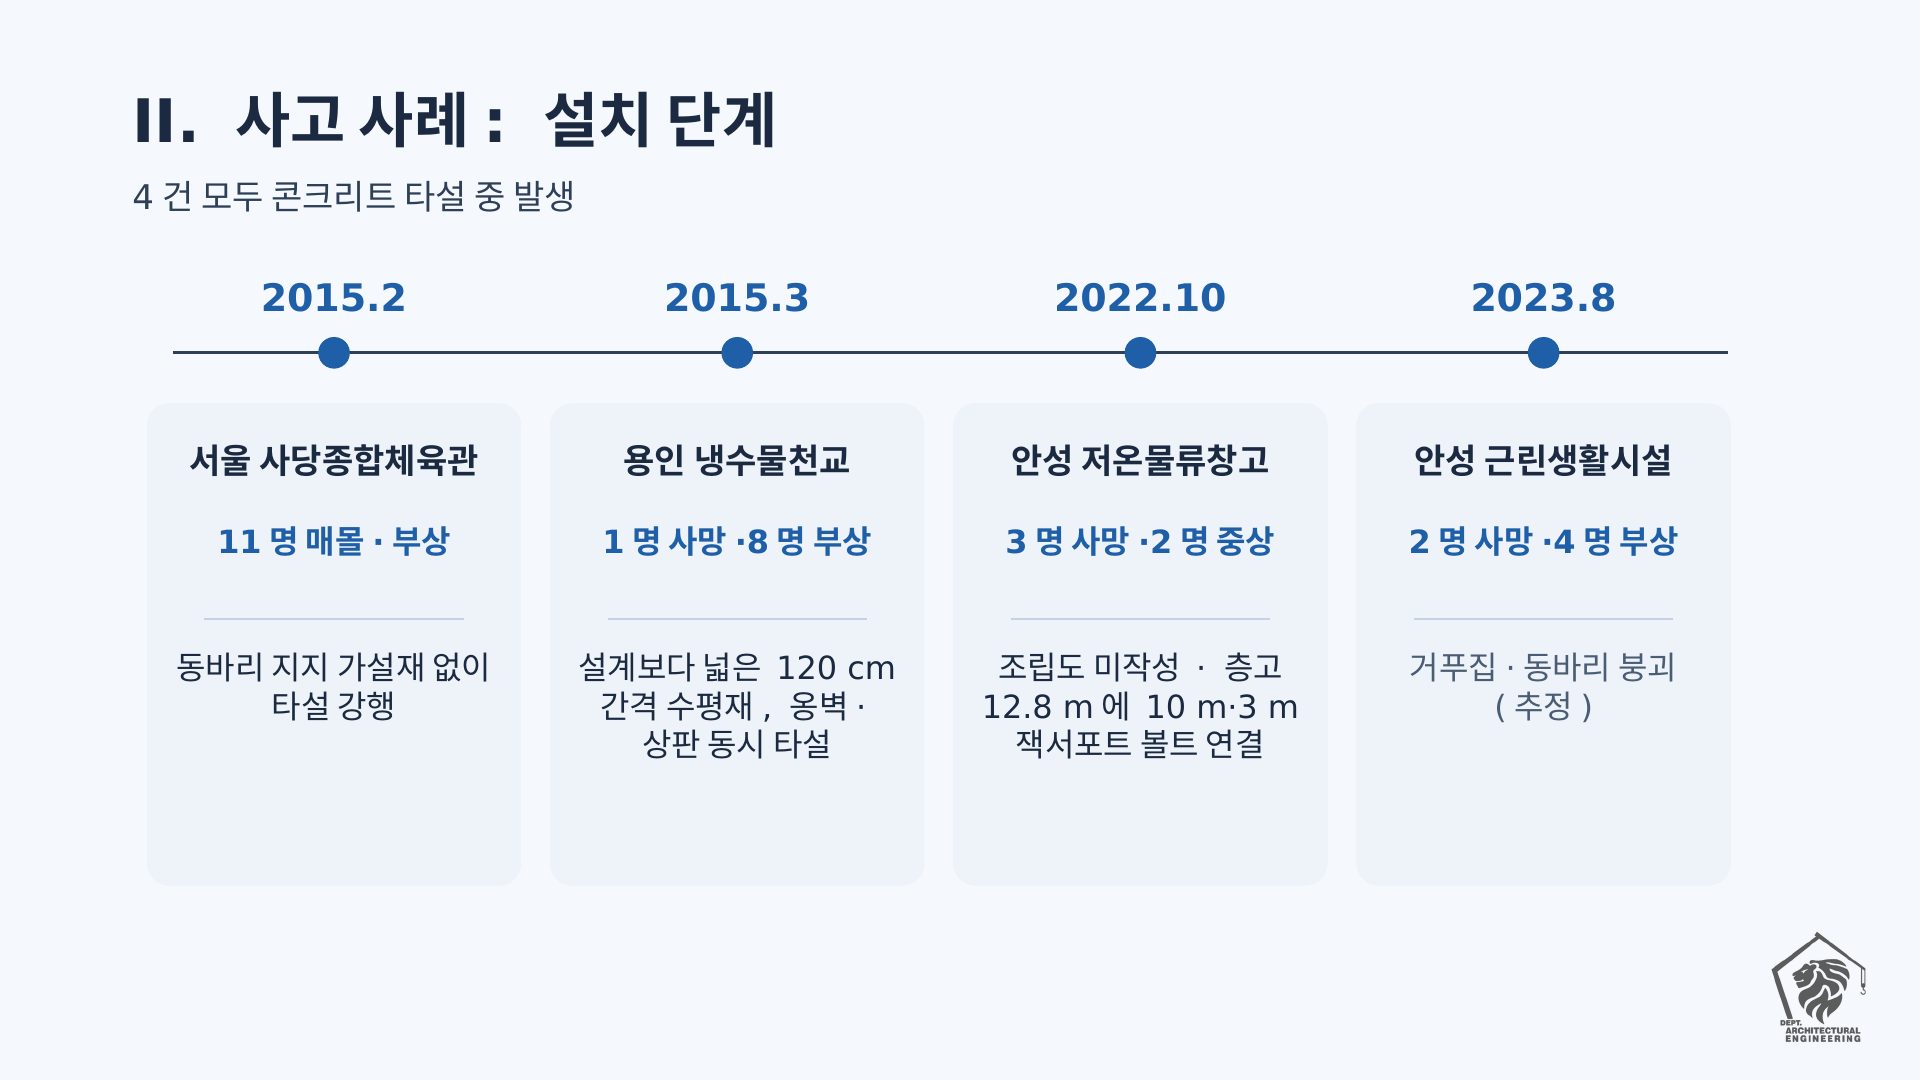 II. 사고 사례 : 설치 단계
4 건 모두 콘크리트 타설 중 발생
2015.2
2015.3
2022.10
2023.8
서울 사당종합체육관
11 명 매몰 · 부상
동바리 지지 가설재 없이
타설 강행
용인 냉수물천교
1 명 사망 ·8 명 부상
설계보다 넓은 120 cm
간격 수평재 , 옹벽 ·
상판 동시 타설
안성 저온물류창고
3 명 사망 ·2 명 중상
조립도 미작성 · 층고
12.8 m 에 10 m·3 m
잭서포트 볼트 연결
안성 근린생활시설
2 명 사망 ·4 명 부상
거푸집 · 동바리 붕괴
( 추정 )
DEPT.
ARCHITECTURAL
ENGINEERING